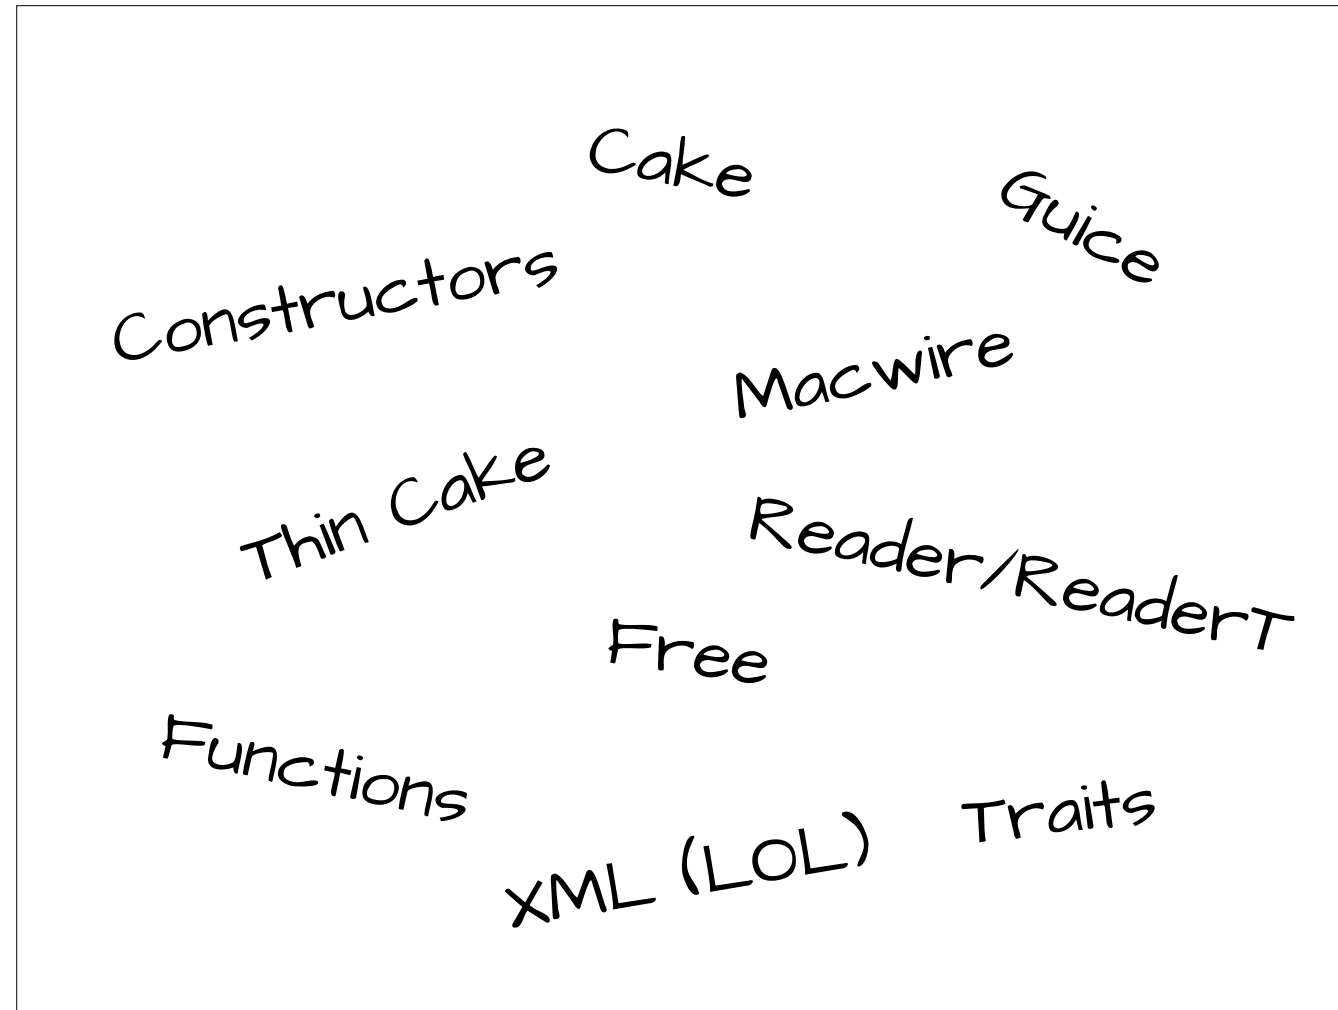 Cake
Guice
Constructors
Macwire
Thin Cake
Reader/ReaderT
Free
Functions
Traits
XML (LOL)